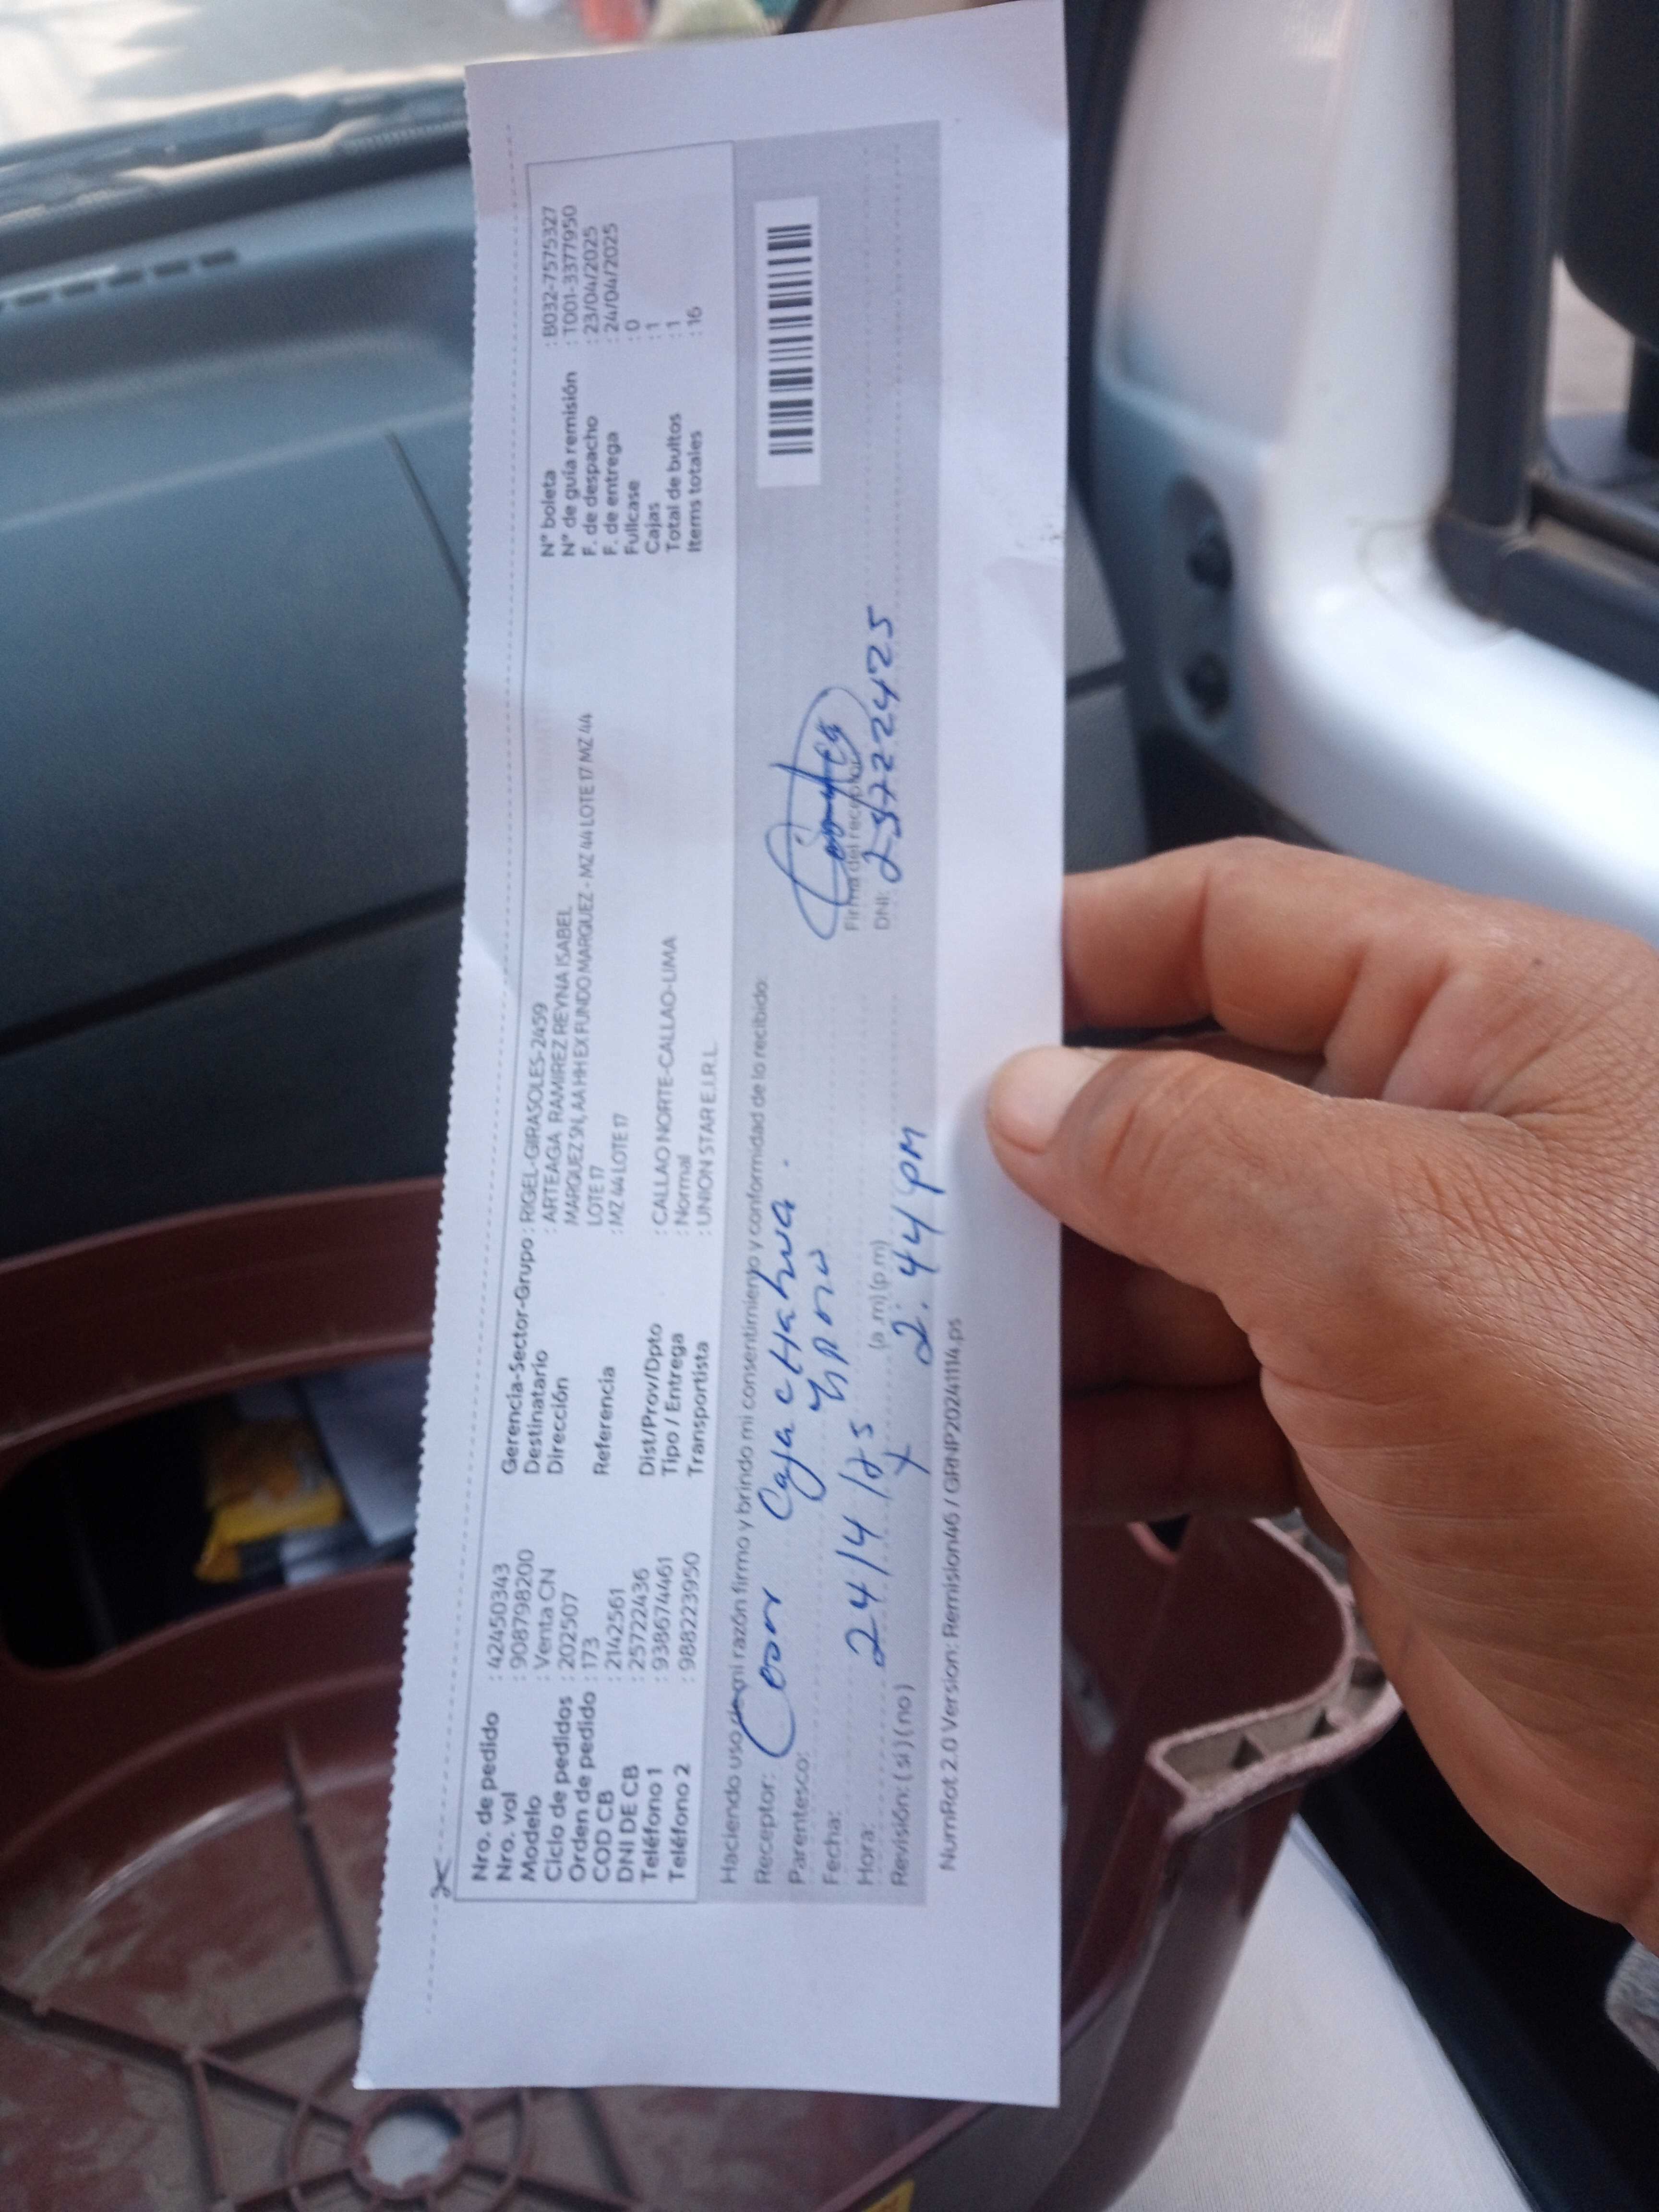 Nro. de pedido : 42450343
Nro. vol : 9087988200
Modelo : Venta CN
Ciclo de pedidos : 202507
Orden de pedido : 173
COD CB : 2142561
DNI DE CB : 25722436
Teléfono 1 : 938674461
Teléfono 2 : 988223950
Gerencia-Sector-Grupo : RIGEL-GIRASOLES-2459
Destinatario : ARTEAGA RAMIREZ REYNA ISABEL
Dirección MARQUEZ SN, AA HH EX FUNDO MARQUEZ - MZ 44 LOTE 17 MZ 44
LOTE 17
Referencia : MZ 44 LOTE 17
Dist/Prov/Dpto : CALLAO NORTE-CALLAO-LIMA
Tipo / Entrega : Normal
Transportista : UNION STAR E.I.R.L.
N° boleta : B032-7575327
N° de guía remisión : T001-3377950
F. de despacho : 23/04/2025
F. de entrega : 24/04/2025
Fullcase : 0
Cajas : 1
Total de bultos : 1
Items totales : 16
Haciendo uso de mi razón firmo y brindo mi consentimiento y conformidad de lo recibido:
Receptor: Cesar CajacHahua.
Parentesco:
Fecha: 24/4/25
Hora: (a.m) (p.m) 2:44 pm
Revisión: (si) (no)
Firma del receptor
DNI: 25722425
NumRot 2.0 Version: Remision46 / GRNP20241114.ps